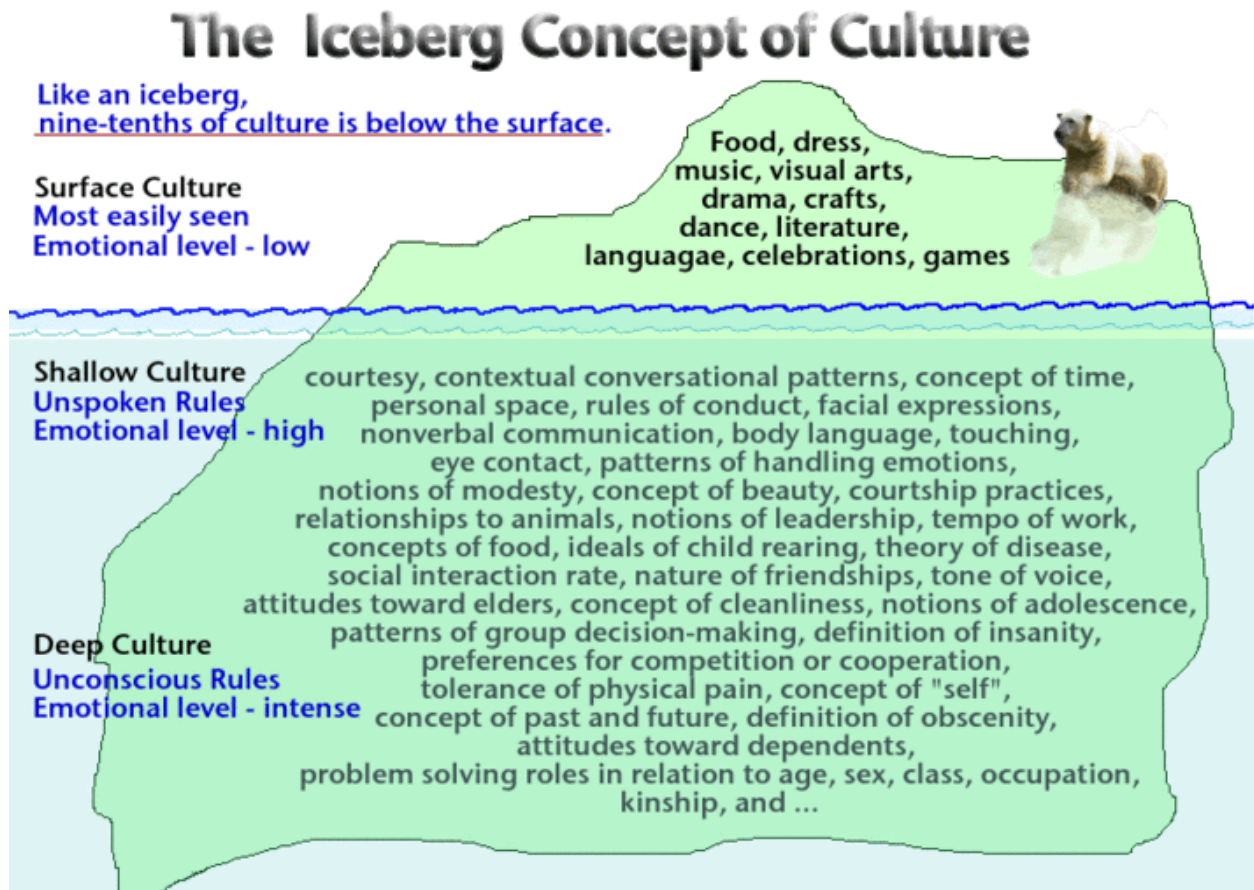 The Iceberg Concept of Culture
Like an iceberg,
nine-tenths of culture is below the surface.
Surface Culture
Most easily seen
Emotional level - low
Food, dress,
music, visual arts,
drama, crafts,
dance, literature,
languagae, celebrations, games
Shallow Culture
Unspoken Rules
Emotional level - high
courtesy, contextual conversational patterns, concept of time,
personal space, rules of conduct, facial expressions,
nonverbal communication, body language, touching,
eye contact, patterns of handling emotions,
notions of modesty, concept of beauty, courtship practices,
relationships to animals, notions of leadership, tempo of work,
concepts of food, ideals of child rearing, theory of disease,
social interaction rate, nature of friendships, tone of voice,
attitudes toward elders, concept of cleanliness, notions of adolescence,
patterns of group decision-making, definition of insanity,
preferences for competition or cooperation,
tolerance of physical pain, concept of "self",
concept of past and future, definition of obscenity,
attitudes toward dependents,
problem solving roles in relation to age, sex, class, occupation,
kinship, and ...
Deep Culture
Unconscious Rules
Emotional level - intense